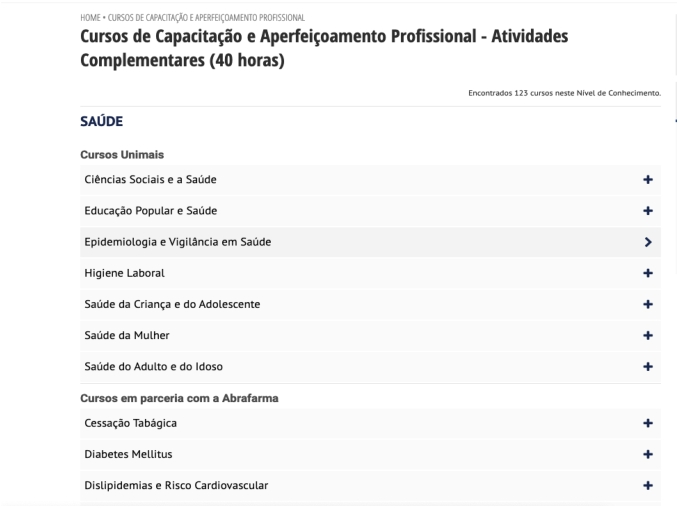 HOME • CURSOS DE CAPACITAÇÃO E APERFEIÇOAMENTO PROFISSIONAL
Cursos de Capacitação e Aperfeiçoamento Profissional - Atividades
Complementares (40 horas)
Encontrados 123 cursos neste Nível de Conhecimento.
SAÚDE
Cursos Unimais
Ciências Sociais e a Saúde
Educação Popular e Saúde
Epidemiologia e Vigilância em Saúde
Higiene Laboral
Saúde da Criança e do Adolescente
Saúde da Mulher
Saúde do Adulto e do Idoso
Cursos em parceria com a Abrafarma
Cessação Tabágica
Diabetes Mellitus
Dislipidemias e Risco Cardiovascular